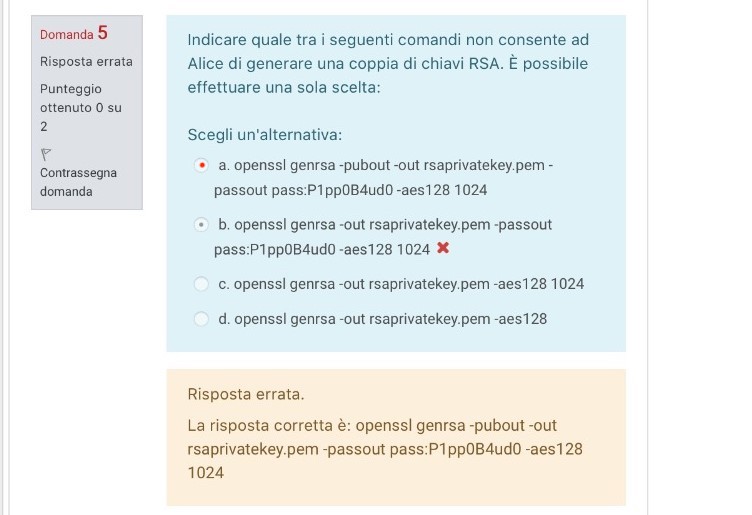 Domanda 5
Risposta errata
Punteggio
ottenuto 0 su
2
Contrassegna
domanda
Indicare quale tra i seguenti comandi non consente ad
Alice di generare una coppia di chiavi RSA. È possibile
effettuare una sola scelta:
Scegli un'alternativa:
a. openssl genrsa -pubout -out rsaprivatekey.pem -
passout pass:P1pp0B4ud0 -aes128 1024
b. openssl genrsa -out rsaprivatekey.pem -passout
pass:P1pp0B4ud0 -aes128 1024
c. openssl genrsa -out rsaprivatekey.pem -aes128 1024
d. openssl genrsa -out rsaprivatekey.pem -aes128
Risposta errata.
La risposta corretta è: openssl genrsa -pubout -out
rsaprivatekey.pem -passout pass:P1pp0B4ud0 -aes128
1024